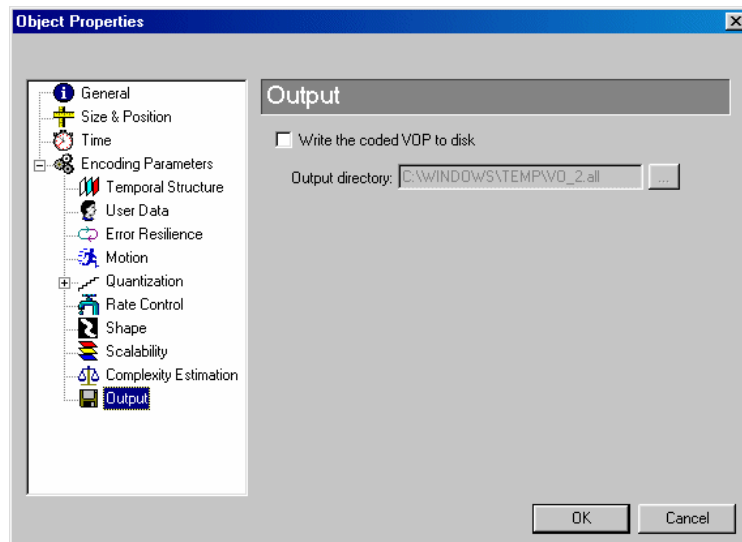 Object Properties
General
Size & Position
Time
Encoding Parameters
Temporal Structure
User Data
Error Resilience
Motion
Quantization
Rate Control
Shape
Scalability
Complexity Estimation
Output
Output
Write the coded VOP to disk
Output directory: C:\WINDOWS\TEMP\VO_2.all ...
OK Cancel